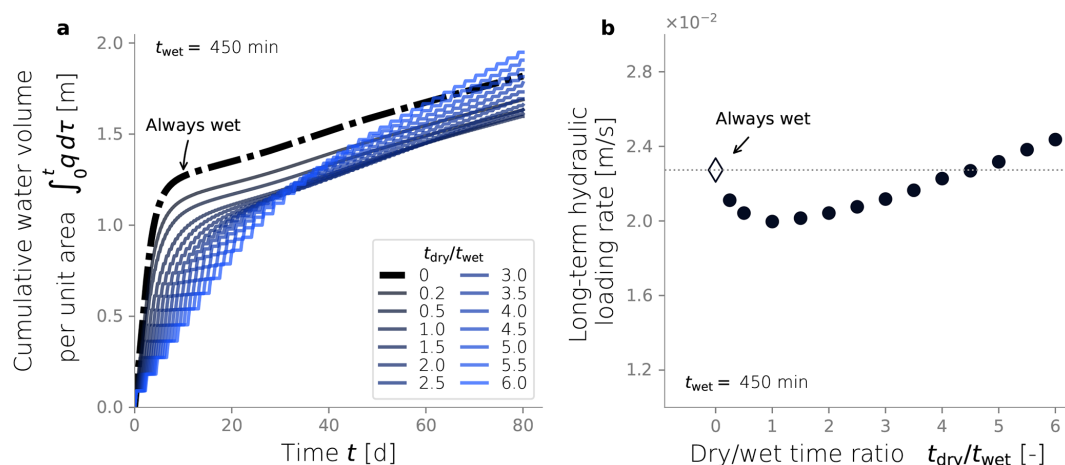 a
t_wet = 450 min
Always wet
Cumulative water volume
per unit area ∫₀ᵗ q dτ [m]
2.0
1.5
1.0
0.5
0.0
0 20 40 60 80
Time t [d]
t_dry/t_wet
0 3.0
0.2 3.5
0.5 4.0
1.0 4.5
1.5 5.0
2.0 5.5
2.5 6.0
b
×10⁻²
Always wet
Long-term hydraulic
loading rate [m/s]
2.8
2.4
2.0
1.6
1.2
t_wet = 450 min
0 1 2 3 4 5 6
Dry/wet time ratio t_dry/t_wet [-]